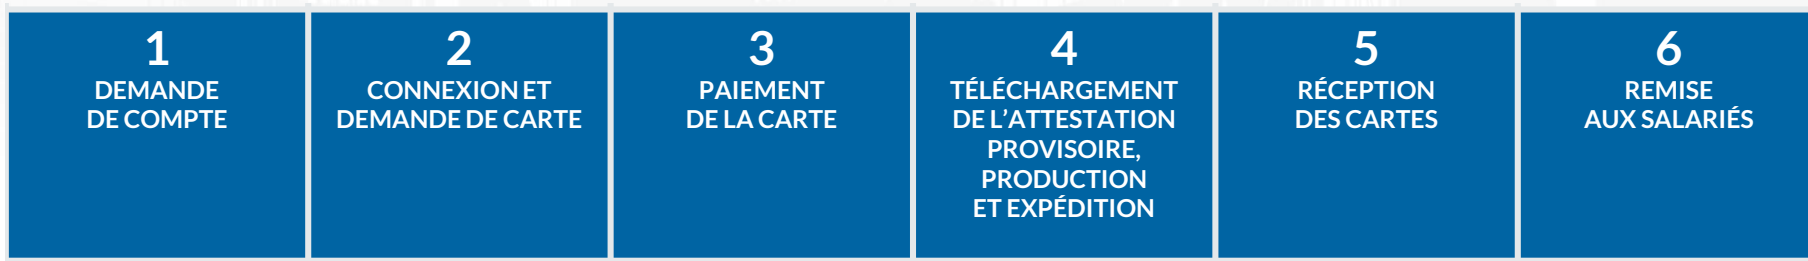 1
DEMANDE
DE COMPTE
2
CONNEXION ET
DEMANDE DE CARTE
3
PAIEMENT
DE LA CARTE
4
TÉLÉCHARGEMENT
DE L’ATTESTATION
PROVISOIRE,
PRODUCTION
ET EXPÉDITION
5
RÉCEPTION
DES CARTES
6
REMISE
AUX SALARIÉS